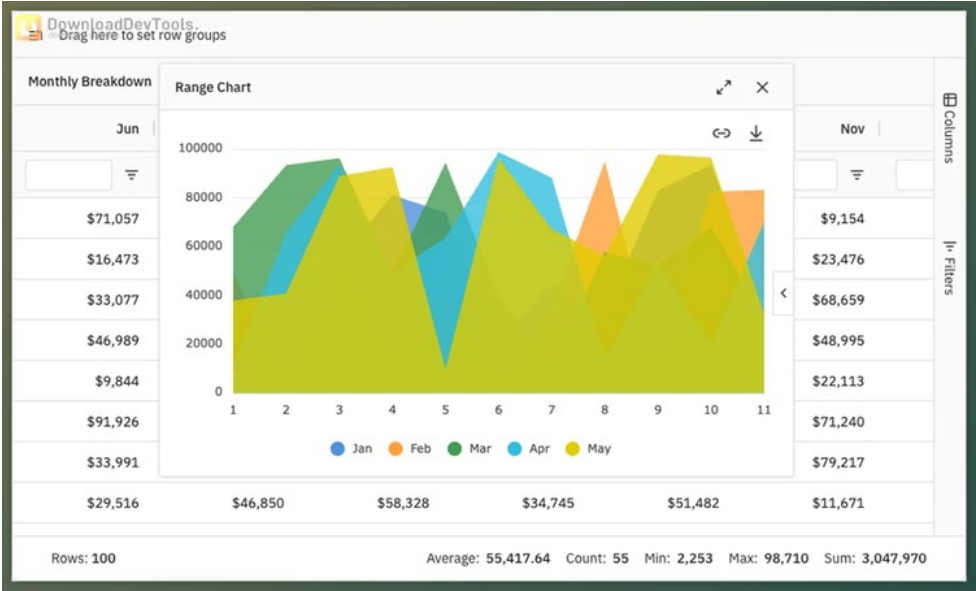 DownloadDevTools.
Drag here to set row groups
Monthly Breakdown
Range Chart
Jun
Nov
Columns
Filters
100000
80000
60000
40000
20000
0
1 2 3 4 5 6 7 8 9 10 11
Jan Feb Mar Apr May
$71,057 $9,154
$16,473 $23,476
$33,077 $68,659
$46,989 $48,995
$9,844 $22,113
$91,926 $71,240
$33,991 $79,217
$29,516 $46,850 $58,328 $34,745 $51,482 $11,671
Rows: 100 Average: 55,417.64 Count: 55 Min: 2,253 Max: 98,710 Sum: 3,047,970